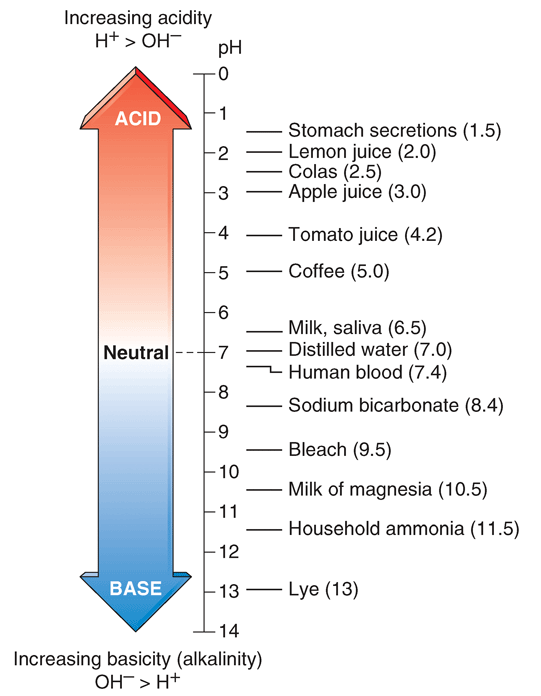 Increasing acidity
H⁺ > OH⁻
pH
0
ACID
1
Stomach secretions (1.5)
2
Lemon juice (2.0)
Colas (2.5)
3
Apple juice (3.0)
4
Tomato juice (4.2)
5
Coffee (5.0)
6
Milk, saliva (6.5)
Neutral
7
Distilled water (7.0)
Human blood (7.4)
8
Sodium bicarbonate (8.4)
9
Bleach (9.5)
10
Milk of magnesia (10.5)
11
Household ammonia (11.5)
12
BASE
13
Lye (13)
14
Increasing basicity (alkalinity)
OH⁻ > H⁺